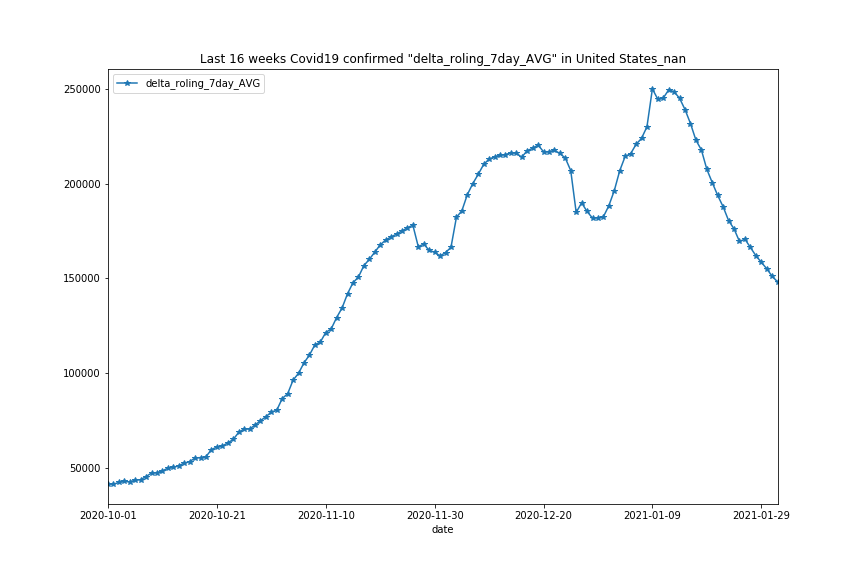 Last 16 weeks Covid19 confirmed "delta_roling_7day_AVG" in United States_nan
delta_roling_7day_AVG
250000
200000
150000
100000
50000
2020-10-01 2020-10-21 2020-11-10 2020-11-30 2020-12-20 2021-01-09 2021-01-29
date